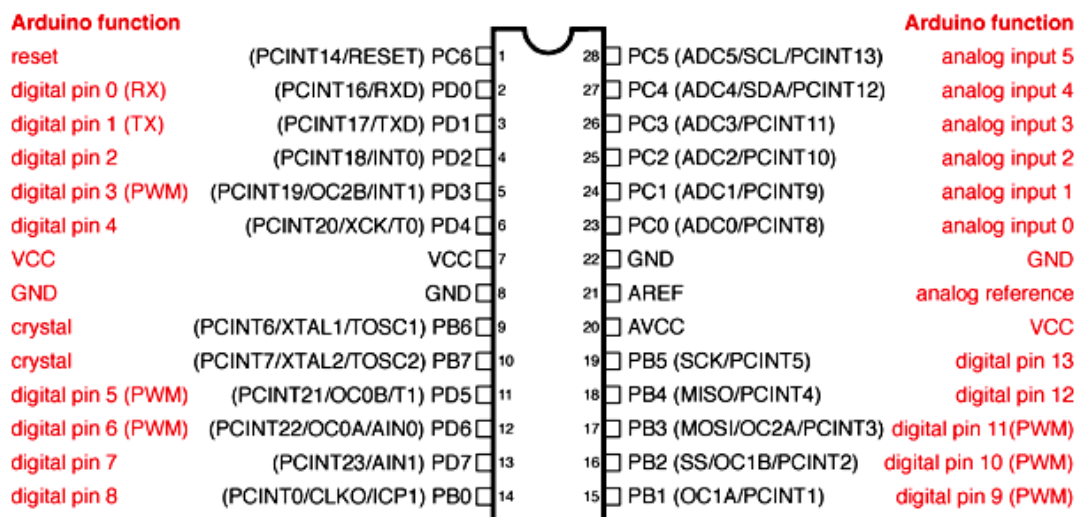 Arduino function Arduino function
reset (PCINT14/RESET) PC6 1 28 PC5 (ADC5/SCL/PCINT13) analog input 5
digital pin 0 (RX) (PCINT16/RXD) PD0 2 27 PC4 (ADC4/SDA/PCINT12) analog input 4
digital pin 1 (TX) (PCINT17/TXD) PD1 3 26 PC3 (ADC3/PCINT11) analog input 3
digital pin 2 (PCINT18/INT0) PD2 4 25 PC2 (ADC2/PCINT10) analog input 2
digital pin 3 (PWM) (PCINT19/OC2B/INT1) PD3 5 24 PC1 (ADC1/PCINT9) analog input 1
digital pin 4 (PCINT20/XCK/T0) PD4 6 23 PC0 (ADC0/PCINT8) analog input 0
VCC VCC 7 22 GND GND
GND GND 8 21 AREF analog reference
crystal (PCINT6/XTAL1/TOSC1) PB6 9 20 AVCC VCC
crystal (PCINT7/XTAL2/TOSC2) PB7 10 19 PB5 (SCK/PCINT5) digital pin 13
digital pin 5 (PWM) (PCINT21/OC0B/T1) PD5 11 18 PB4 (MISO/PCINT4) digital pin 12
digital pin 6 (PWM) (PCINT22/OC0A/AIN0) PD6 12 17 PB3 (MOSI/OC2A/PCINT3) digital pin 11(PWM)
digital pin 7 (PCINT23/AIN1) PD7 13 16 PB2 (SS/OC1B/PCINT2) digital pin 10 (PWM)
digital pin 8 (PCINT0/CLKO/ICP1) PB0 14 15 PB1 (OC1A/PCINT1) digital pin 9 (PWM)